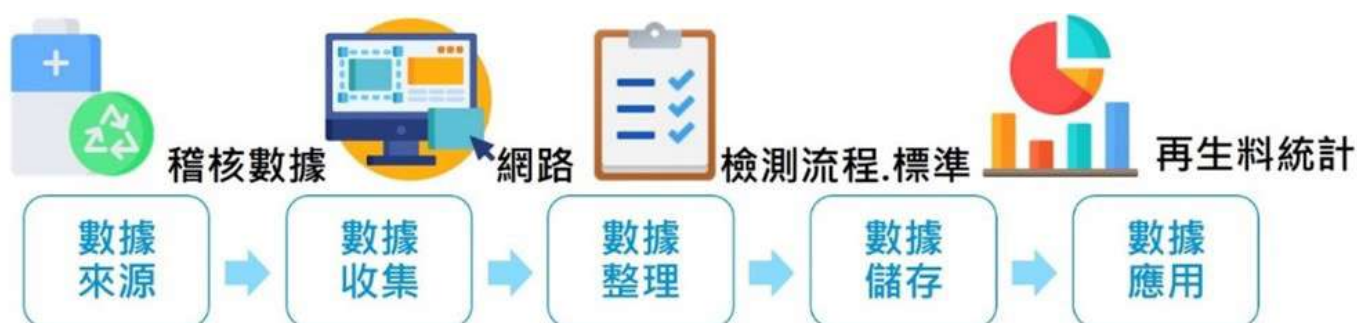 稽核數據
網路
檢測流程.標準
再生料統計
數據
來源
數據
收集
數據
整理
數據
儲存
數據
應用